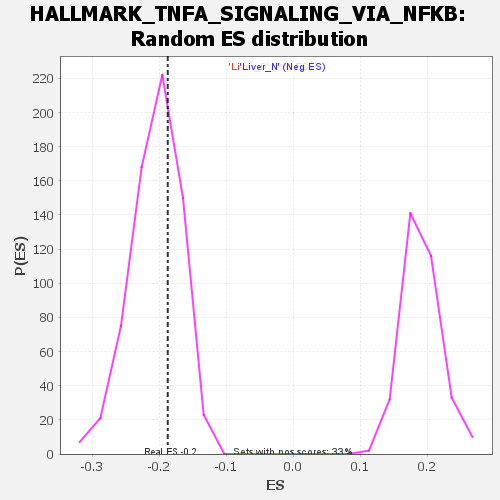 HALLMARK_TNFA_SIGNALING_VIA_NFKB:
Random ES distribution
'Li'Liver_N' (Neg ES)
220
200
180
160
140
120
100
80
60
40
20
0
P(ES)
Real ES -0.2
Sets with pos scores: 33%
-0.3
-0.2
-0.1
0.0
0.1
0.2
ES